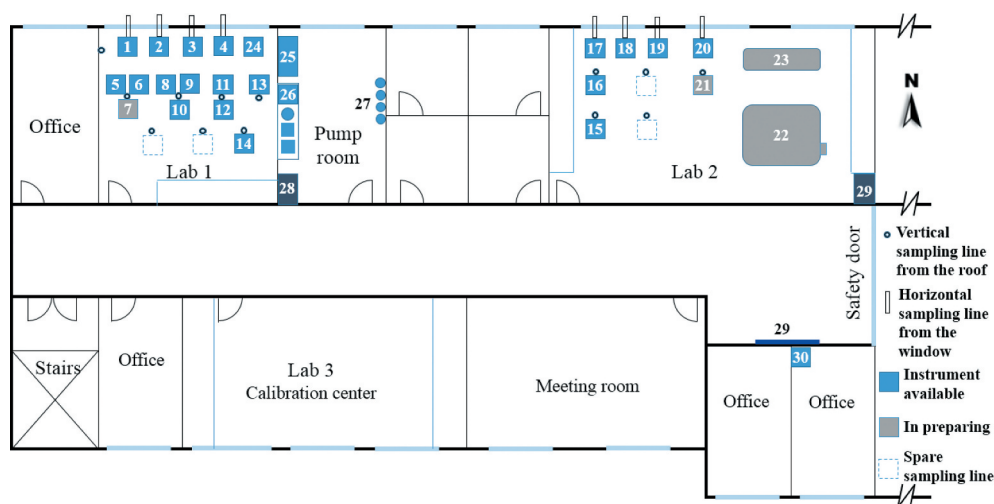 1 2 3 4 24
25
17 18 19 20
23
5 6 8 9 11 13
26
16
21
7 10 12
27
N
Office
14
Pump
room
15
22
Lab 1
Lab 2
28
29
Vertical
sampling line
from the roof
Safety door
Horizontal
sampling line
from the
window
29
Stairs
Office
Lab 3
Calibration center
Meeting room
30
Instrument
available
Office
Office
In preparing
Spare
sampling line